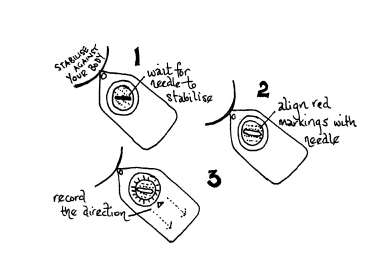 STABILISE
AGAINST
YOUR BODY
1
wait for
needle to
stabilise
2
align red
markings with
needle
3
record
the direction